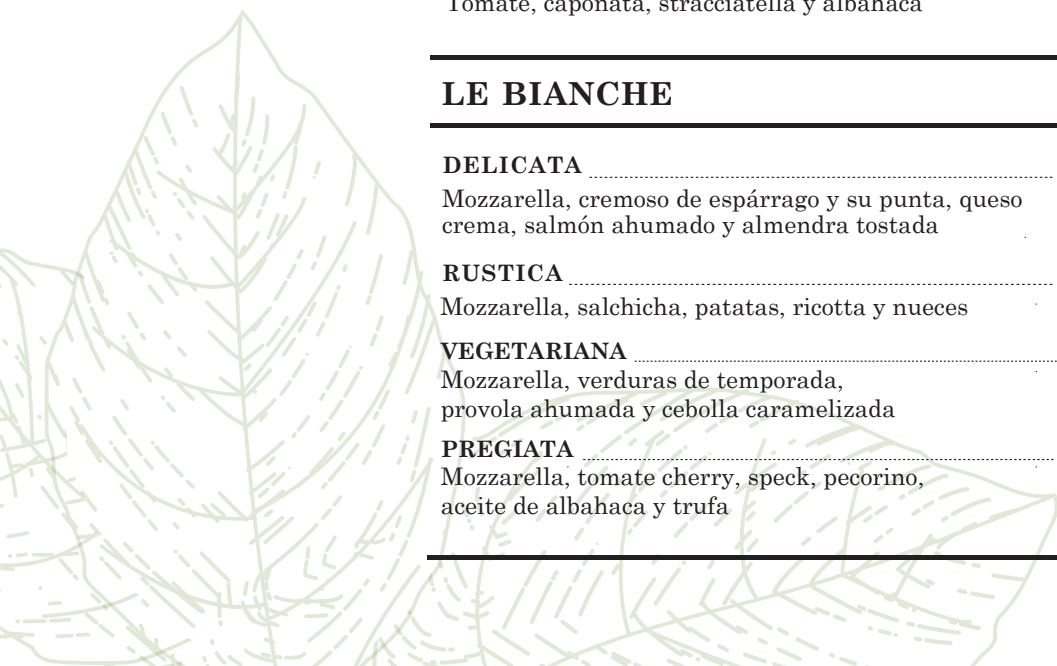 Tomate, caponata, stracciatella y albahaca
LE BIANCHE
DELICATA
Mozzarella, cremoso de espárrago y su punta, queso
crema, salmón ahumado y almendra tostada
RUSTICA
Mozzarella, salchicha, patatas, ricotta y nueces
VEGETARIANA
Mozzarella, verduras de temporada,
provola ahumada y cebolla caramelizada
PREGIATA
Mozzarella, tomate cherry, speck, pecorino,
aceite de albahaca y trufa